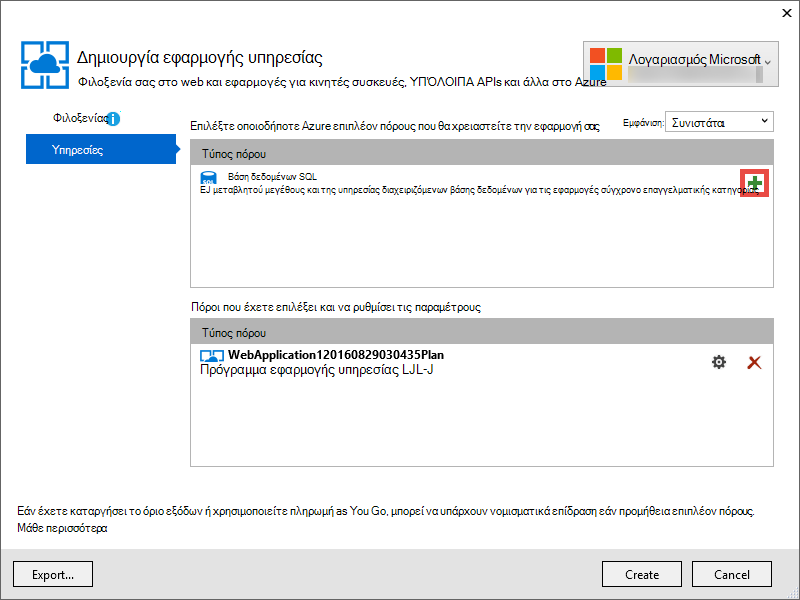 Δημιουργία εφαρμογής υπηρεσίας
Φιλοξενία σας στο web και εφαρμογές για κινητές συσκευές, ΥΠΌΛΟΙΠΑ APIs και άλλα στο Azure
Λογαριασμός Microsoft
Φιλοξενίας
Υπηρεσίες
Επιλέξτε οποιοδήποτε Azure επιπλέον πόρους που θα χρειαστείτε την εφαρμογή σας
Εμφάνιση: Συνιστάται
Τύπος πόρου
Βάση δεδομένων SQL
EJ μεταβλητού μεγέθους και της υπηρεσίας διαχειριζόμενων βάσης δεδομένων για τις εφαρμογές σύγχρονο επαγγελματικής κατηγορίας
Πόροι που έχετε επιλέξει και να ρυθμίσει τις παραμέτρους
Τύπος πόρου
WebApplication120160829030435Plan
Πρόγραμμα εφαρμογής υπηρεσίας LJL-J
Εάν έχετε καταργήσει το όριο εξόδων ή χρησιμοποιείτε πληρωμή as You Go, μπορεί να υπάρχουν νομισματικά επίδραση εάν προμήθεια επιπλέον πόρους.
Μάθε περισσότερα
Export...
Create
Cancel